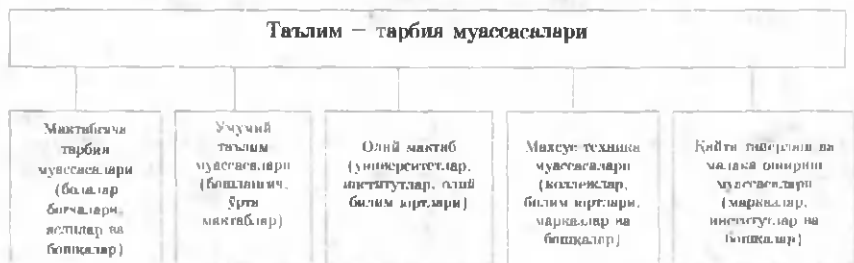 Таълим — тарбия муассасалари
Мактабгача
тарбия
муассасалари
(болалар
боғчалари,
яслилар ва
бошқалар)
Умумий
таълим
муассасалари
(бошланғич,
ўрта
мактаблар)
Олий мактаб
(университетлар,
институтлар, олий
билим юртлари)
Махсус техника
муассасалари
(коллежлар,
билим юртлари,
марказлар ва
бошқалар)
Қайта тайёрлаш ва
малака ошириш
муассасалари
(марказлар,
институтлар ва
бошқалар)